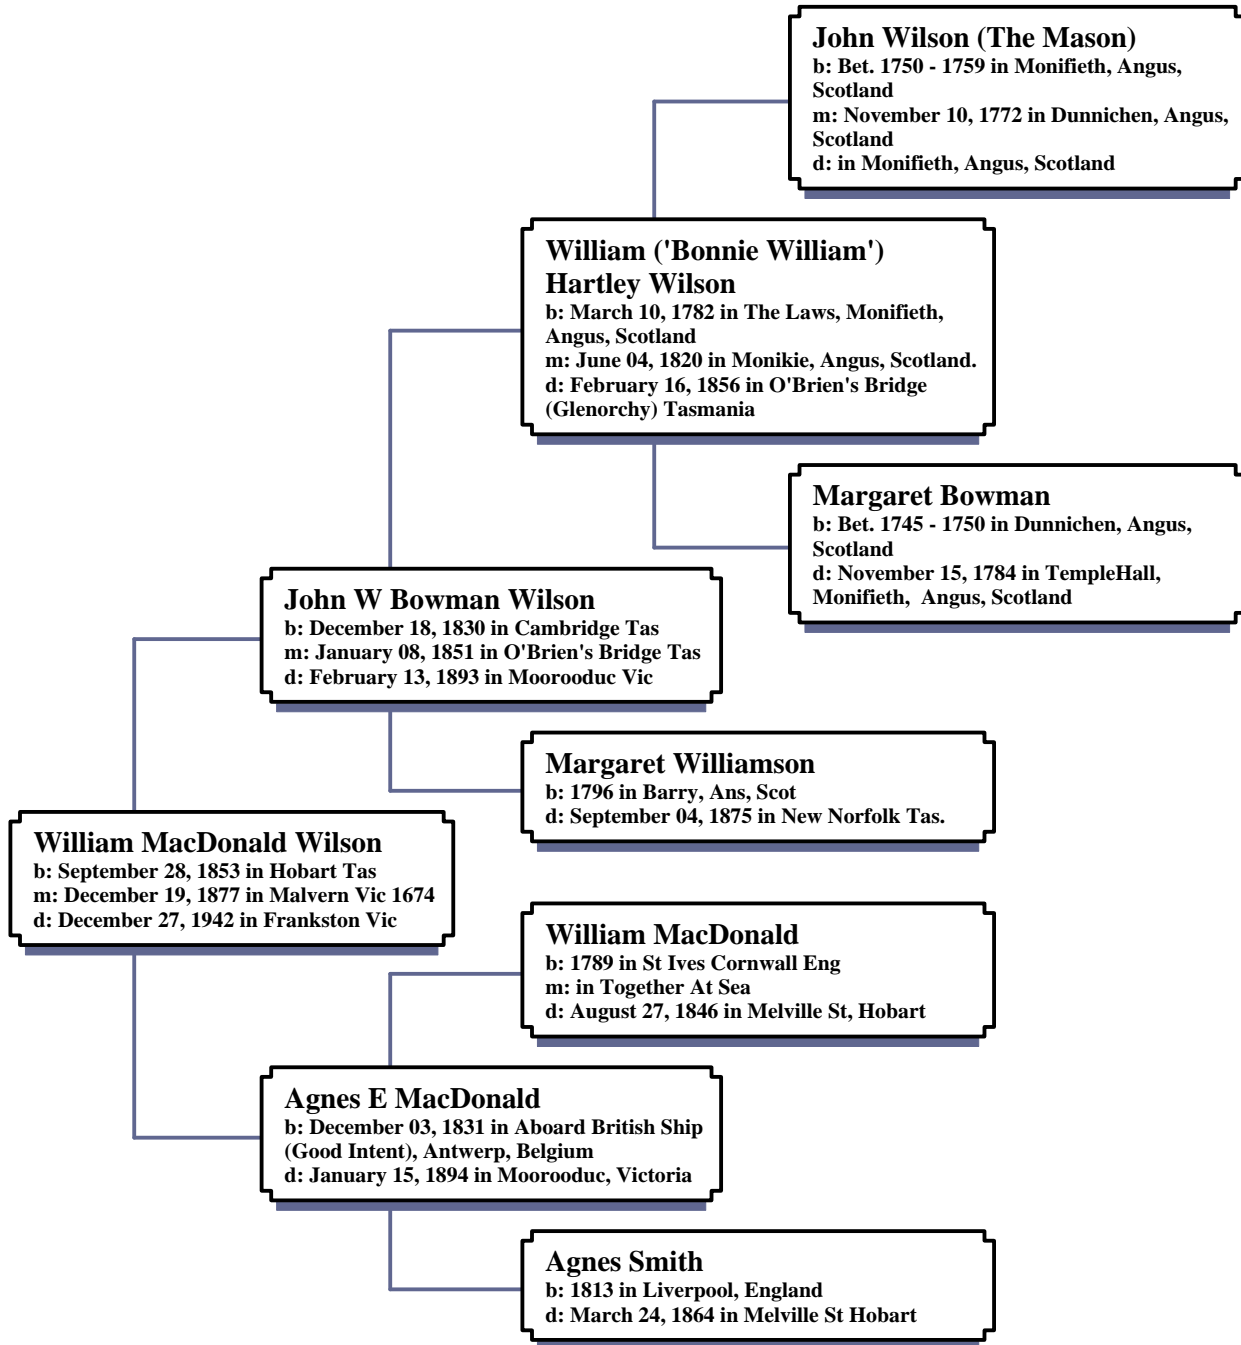 John Wilson (The Mason)
b: Bet. 1750 - 1759 in Monifieth, Angus,
Scotland
m: November 10, 1772 in Dunnichen, Angus,
Scotland
d: in Monifieth, Angus, Scotland
William ('Bonnie William')
Hartley Wilson
b: March 10, 1782 in The Laws, Monifieth,
Angus, Scotland
m: June 04, 1820 in Monikie, Angus, Scotland.
d: February 16, 1856 in O'Brien's Bridge
(Glenorchy) Tasmania
Margaret Bowman
b: Bet. 1745 - 1750 in Dunnichen, Angus,
Scotland
d: November 15, 1784 in TempleHall,
Monifieth,  Angus, Scotland
John W Bowman Wilson
b: December 18, 1830 in Cambridge Tas
m: January 08, 1851 in O'Brien's Bridge Tas
d: February 13, 1893 in Moorooduc Vic
Margaret Williamson
b: 1796 in Barry, Ans, Scot
d: September 04, 1875 in New Norfolk Tas.
William MacDonald Wilson
b: September 28, 1853 in Hobart Tas
m: December 19, 1877 in Malvern Vic 1674
d: December 27, 1942 in Frankston Vic
William MacDonald
b: 1789 in St Ives Cornwall Eng
m: in Together At Sea
d: August 27, 1846 in Melville St, Hobart
Agnes E MacDonald
b: December 03, 1831 in Aboard British Ship
(Good Intent), Antwerp, Belgium
d: January 15, 1894 in Moorooduc, Victoria
Agnes Smith
b: 1813 in Liverpool, England
d: March 24, 1864 in Melville St Hobart